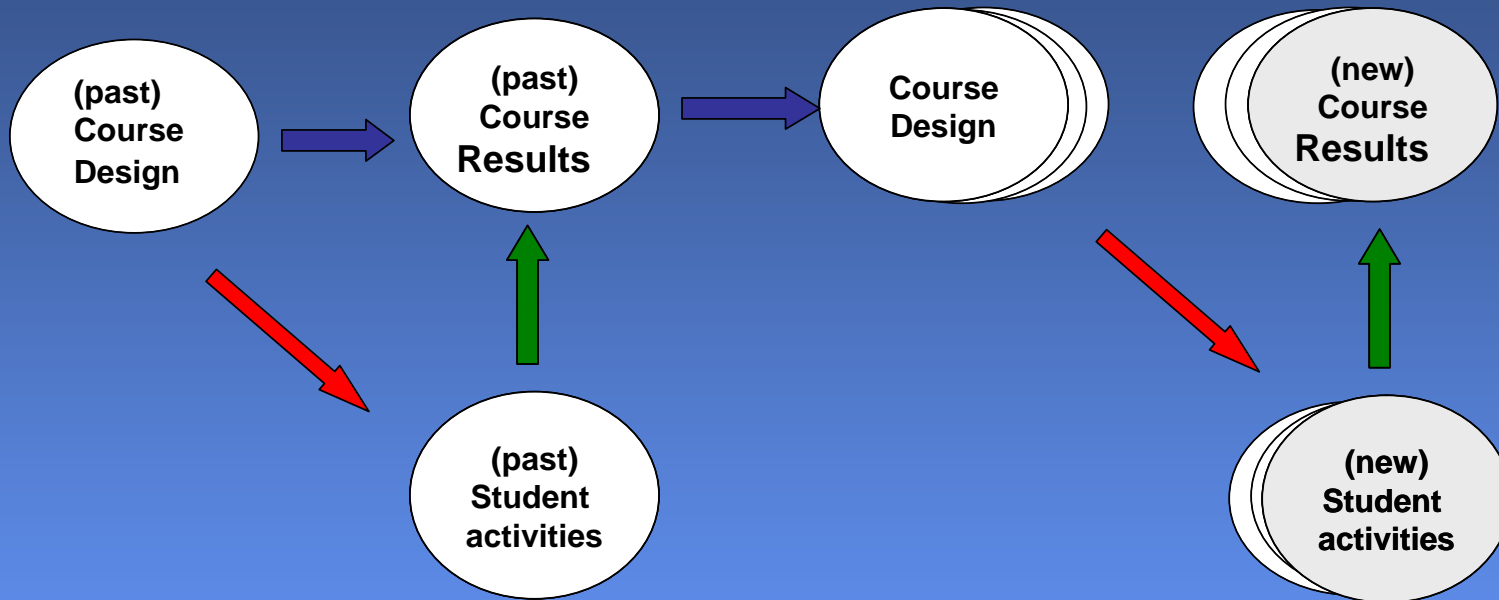 (past)
Course
Design
(past)
Course
Results
Course
Design
(new)
Course
Results
(past)
Student
activities
(new)
Student
activities